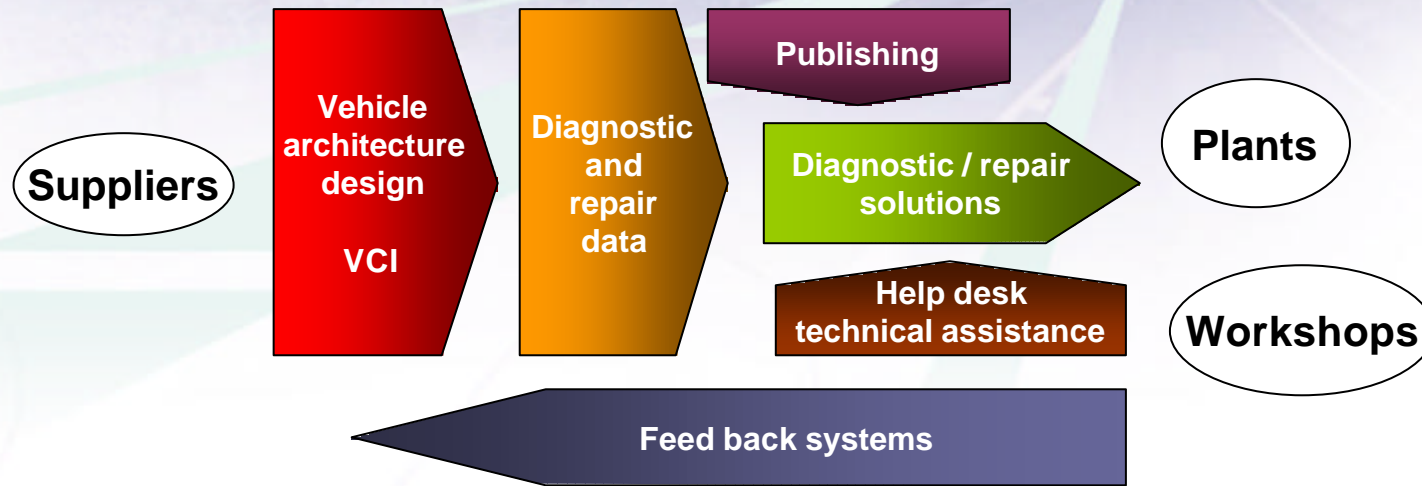 Suppliers
Vehicle
architecture
design
VCI
Diagnostic
and
repair
data
Publishing
Diagnostic / repair
solutions
Help desk
technical assistance
Plants
Workshops
Feed back systems